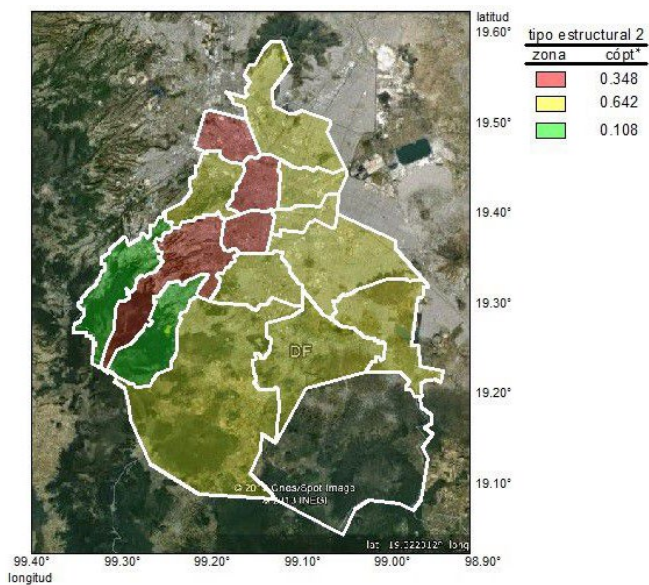 latitud
19.60°
tipo estructural 2
zona cópt*
0.348
0.642
0.108
19.50°
19.40°
19.30°
DF
19.20°
19.10°
Image
INEGI
99.40° 99.30° 99.20° 99.10° 99.00° 98.90°
longitud